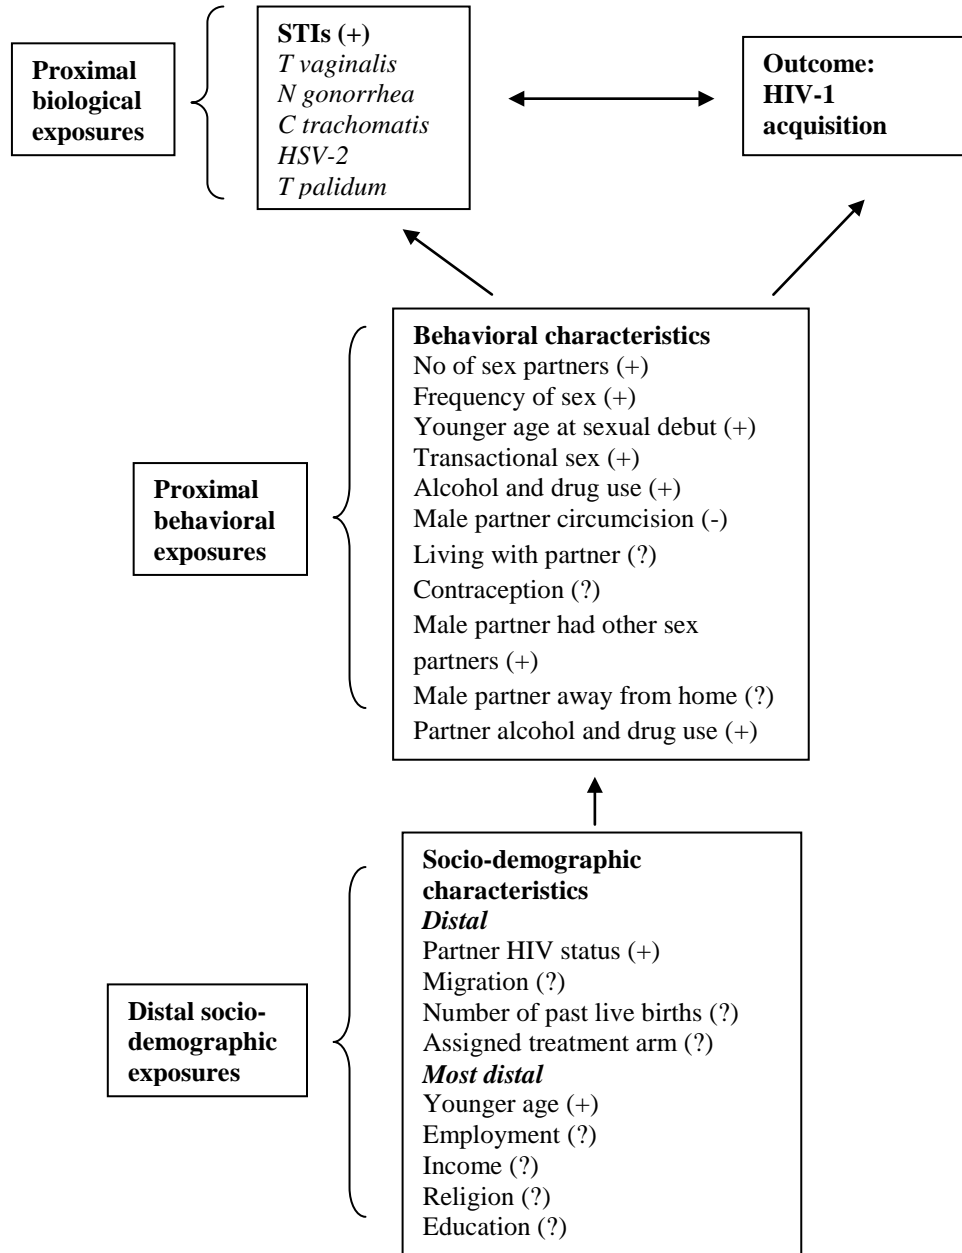 Proximal
biological
exposures
STIs (+)
T vaginalis
N gonorrhea
C trachomatis
HSV-2
T palidum
Outcome:
HIV-1
acquisition
Proximal
behavioral
exposures
Behavioral characteristics
No of sex partners (+)
Frequency of sex (+)
Younger age at sexual debut (+)
Transactional sex (+)
Alcohol and drug use (+)
Male partner circumcision (-)
Living with partner (?)
Contraception (?)
Male partner had other sex
partners (+)
Male partner away from home (?)
Partner alcohol and drug use (+)
Distal socio-
demographic
exposures
Socio-demographic
characteristics
Distal
Partner HIV status (+)
Migration (?)
Number of past live births (?)
Assigned treatment arm (?)
Most distal
Younger age (+)
Employment (?)
Income (?)
Religion (?)
Education (?)